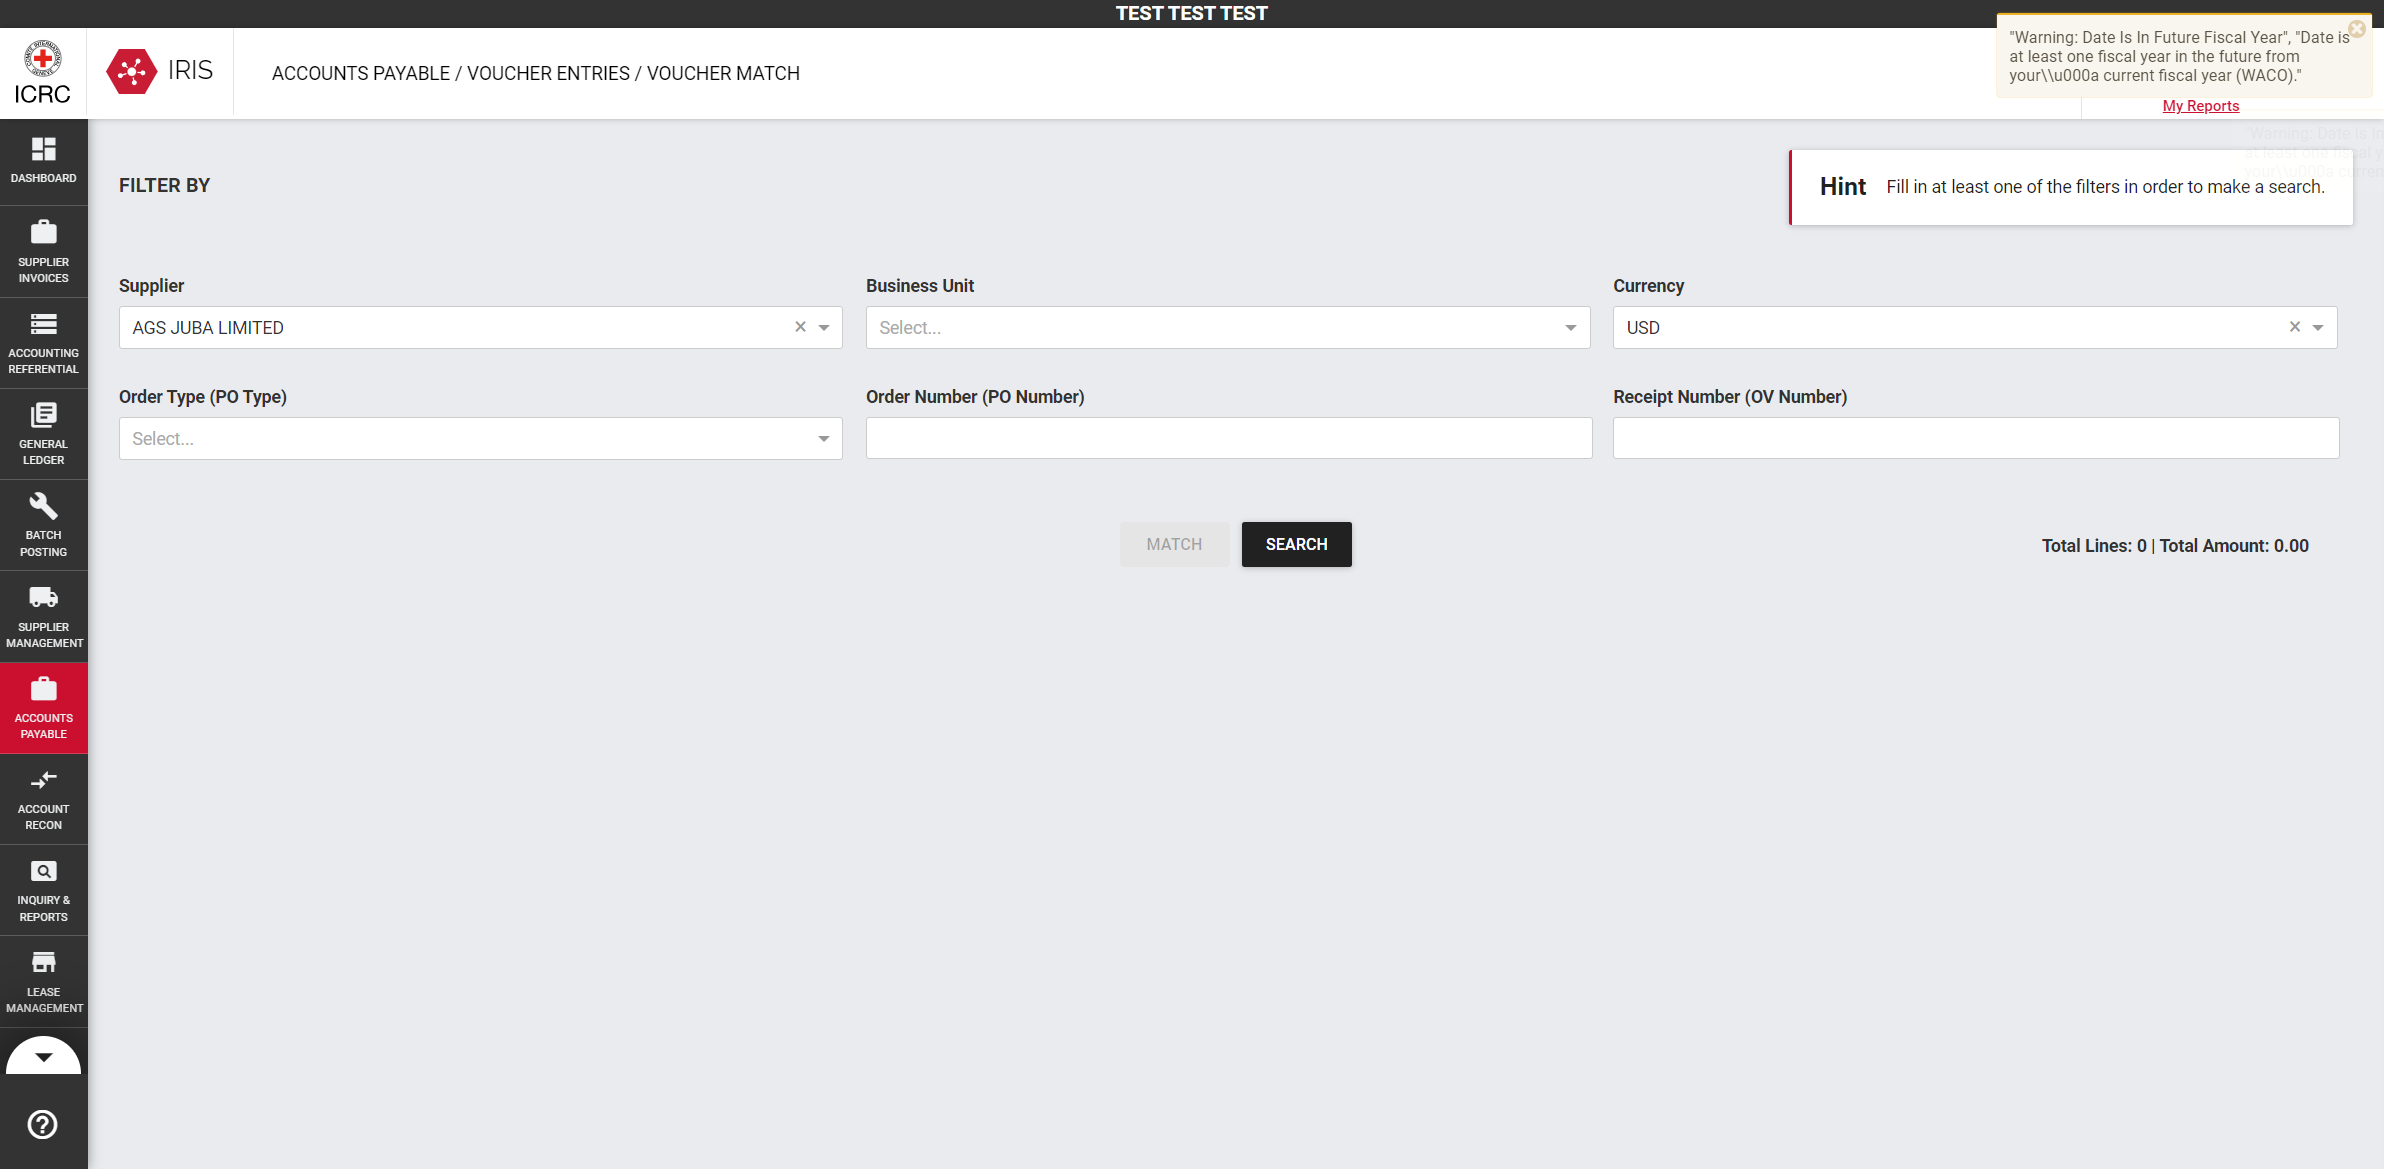 TEST TEST TEST
ICRC
IRIS
ACCOUNTS PAYABLE / VOUCHER ENTRIES / VOUCHER MATCH
"Warning: Date Is In Future Fiscal Year", "Date is
at least one fiscal year in the future from
your\\u000a current fiscal year (WACO)."
My Reports
DASHBOARD
SUPPLIER
INVOICES
ACCOUNTING
REFERENTIAL
GENERAL
LEDGER
BATCH
POSTING
SUPPLIER
MANAGEMENT
ACCOUNTS
PAYABLE
ACCOUNT
RECON
INQUIRY &
REPORTS
LEASE
MANAGEMENT
FILTER BY
Hint Fill in at least one of the filters in order to make a search.
Supplier
AGS JUBA LIMITED
Business Unit
Select...
Currency
USD
Order Type (PO Type)
Select...
Order Number (PO Number)
Receipt Number (OV Number)
MATCH
SEARCH
Total Lines: 0 | Total Amount: 0.00